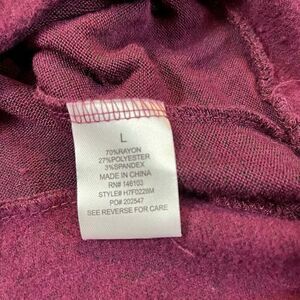 L
70%RAYON
27%POLYESTER
3%SPANDEX
MADE IN CHINA
RN# 146103
STYLE# H7F0228M
PO# 202547
SEE REVERSE FOR CARE